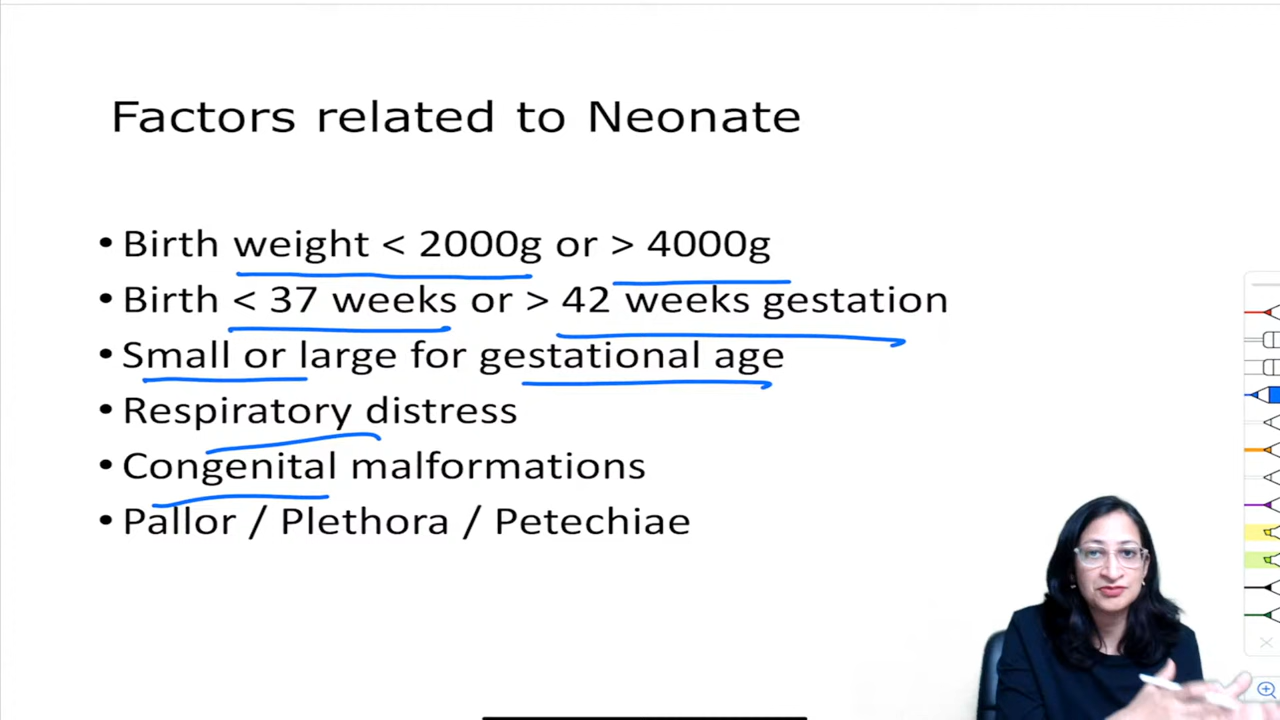 Factors related to Neonate
• Birth weight < 2000g or > 4000g
• Birth < 37 weeks or > 42 weeks gestation
• Small or large for gestational age
• Respiratory distress
• Congenital malformations
• Pallor / Plethora / Petechiae